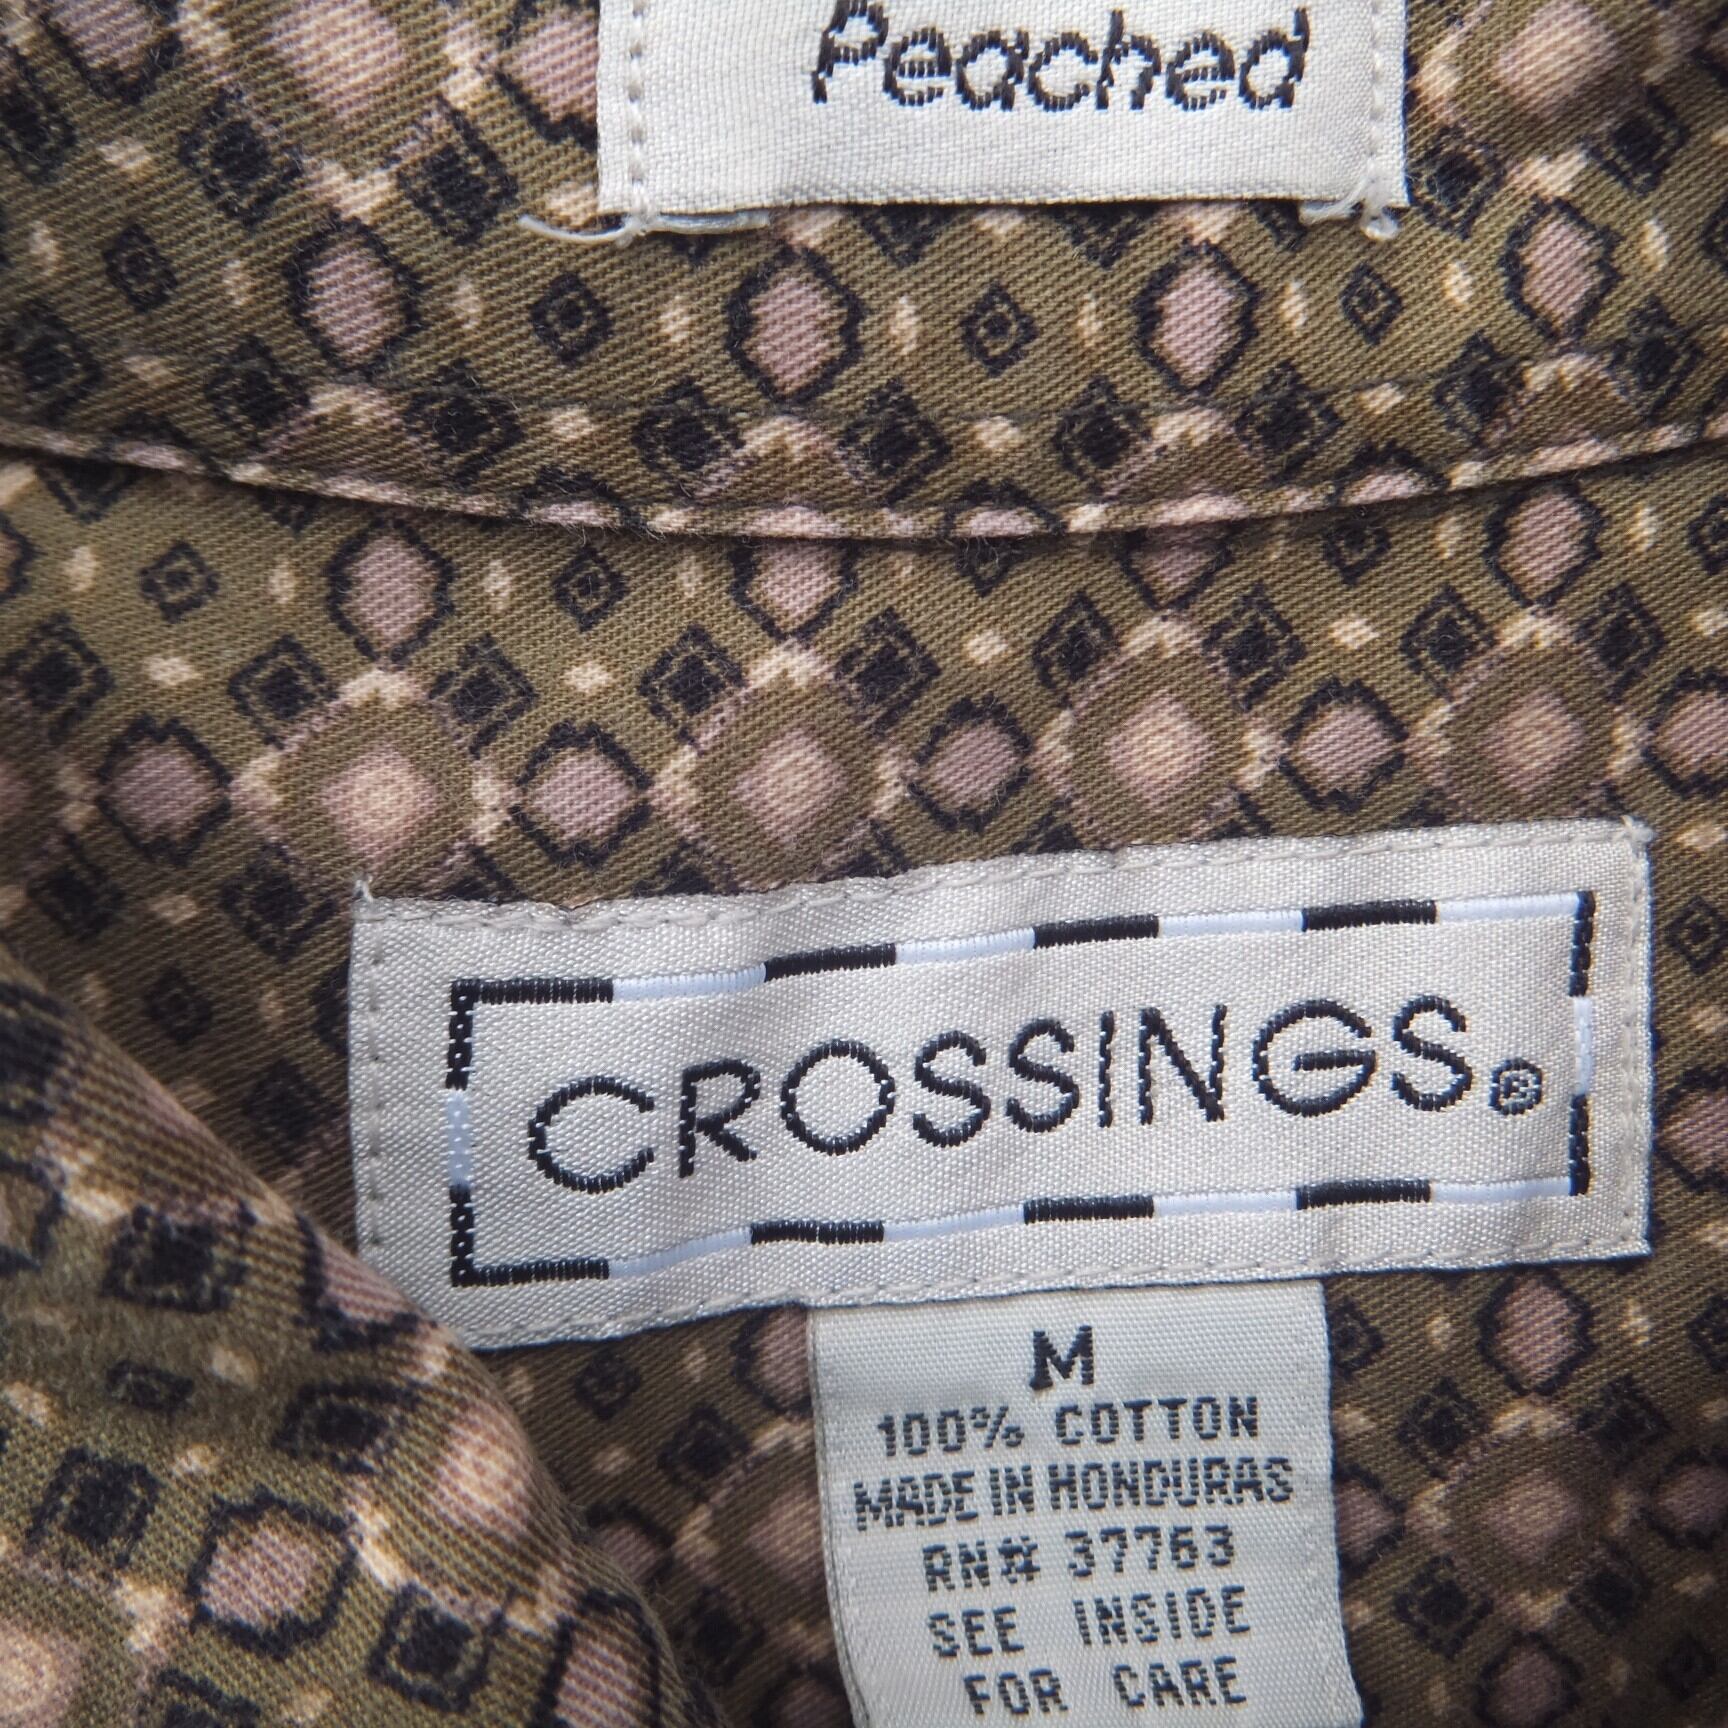 Peached
CROSSINGS®
M
100% COTTON
MADE IN HONDURAS
RN# 37763
SEE INSIDE
FOR CARE